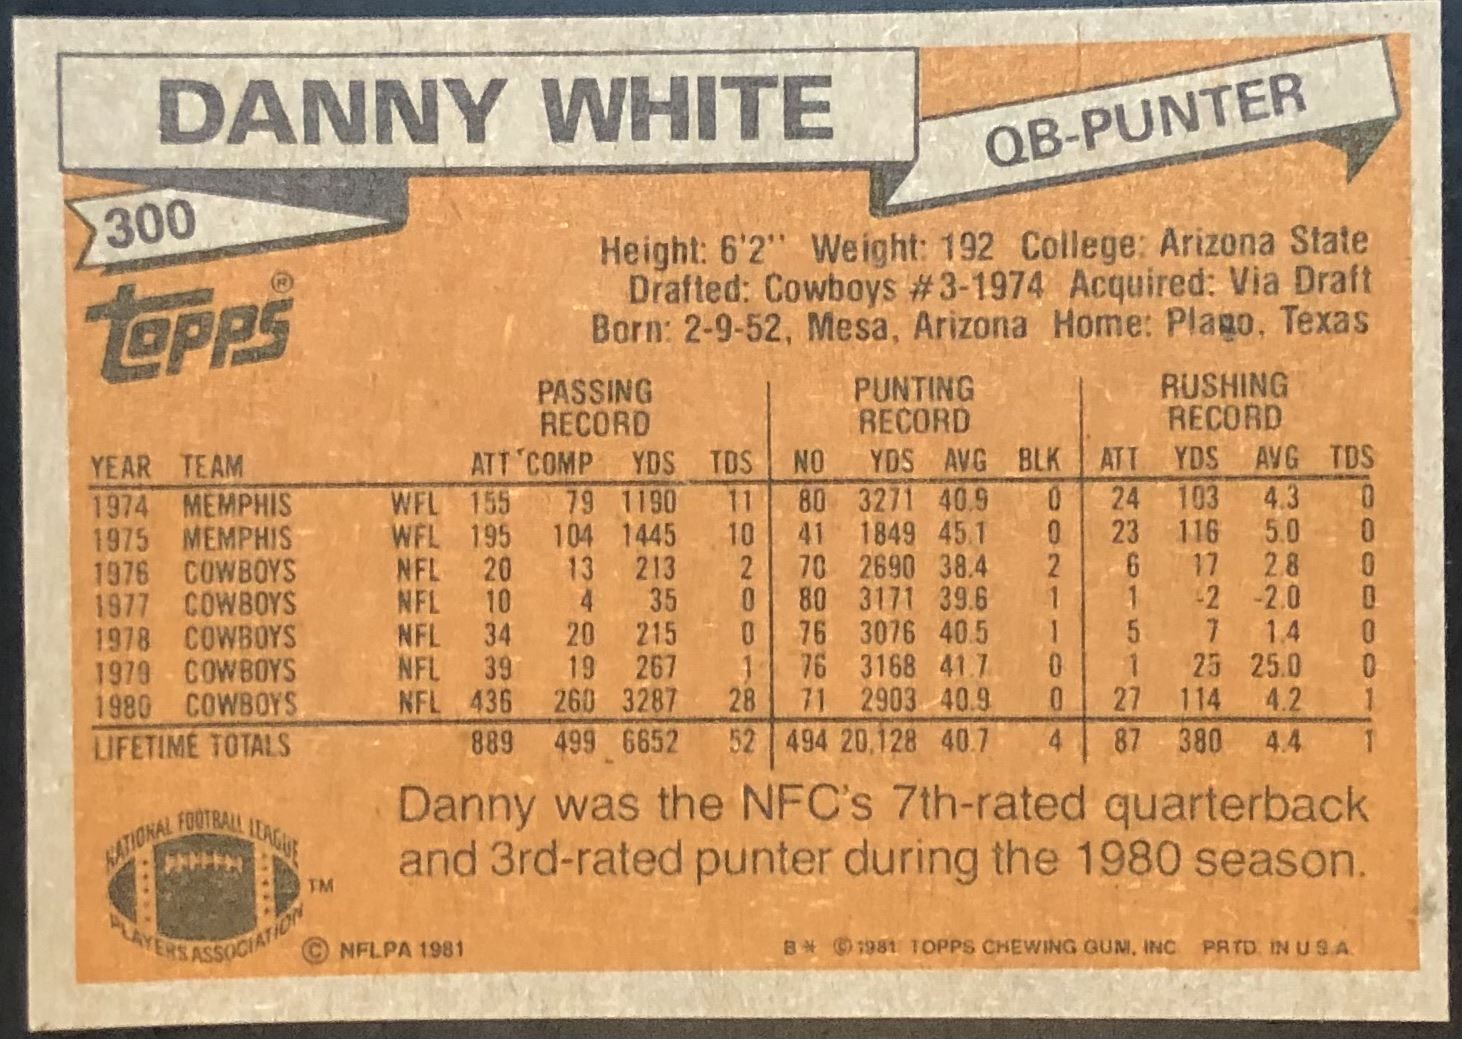 DANNY WHITE
QB-PUNTER
300
Topps®
Height: 6'2" Weight: 192 College: Arizona State
Drafted: Cowboys #3-1974 Acquired: Via Draft
Born: 2-9-52, Mesa, Arizona Home: Plano, Texas
PASSING RECORD PUNTING RECORD RUSHING RECORD
YEAR TEAM ATT COMP YDS TDS NO YDS AVG BLK ATT YDS AVG TDS
1974 MEMPHIS WFL 155 79 1190 11 80 3271 40.9 0 24 103 4.3 0
1975 MEMPHIS WFL 195 104 1445 10 41 1849 45.1 0 23 116 5.0 0
1976 COWBOYS NFL 20 13 213 2 70 2690 38.4 2 6 17 2.8 0
1977 COWBOYS NFL 10 4 35 0 80 3171 39.6 1 1 -2 -2.0 0
1978 COWBOYS NFL 34 20 215 0 76 3076 40.5 1 5 7 1.4 0
1979 COWBOYS NFL 39 19 267 1 76 3168 41.7 0 1 25 25.0 0
1980 COWBOYS NFL 436 260 3287 28 71 2903 40.9 0 27 114 4.2 1
LIFETIME TOTALS 889 499 6652 52 494 20,128 40.7 4 87 380 4.4 1
Danny was the NFC's 7th-rated quarterback
and 3rd-rated punter during the 1980 season.
NATIONAL FOOTBALL LEAGUE
PLAYERS ASSOCIATION
TM
© NFLPA 1981
B* © 1981 TOPPS CHEWING GUM, INC. PRTD. IN U.S.A.